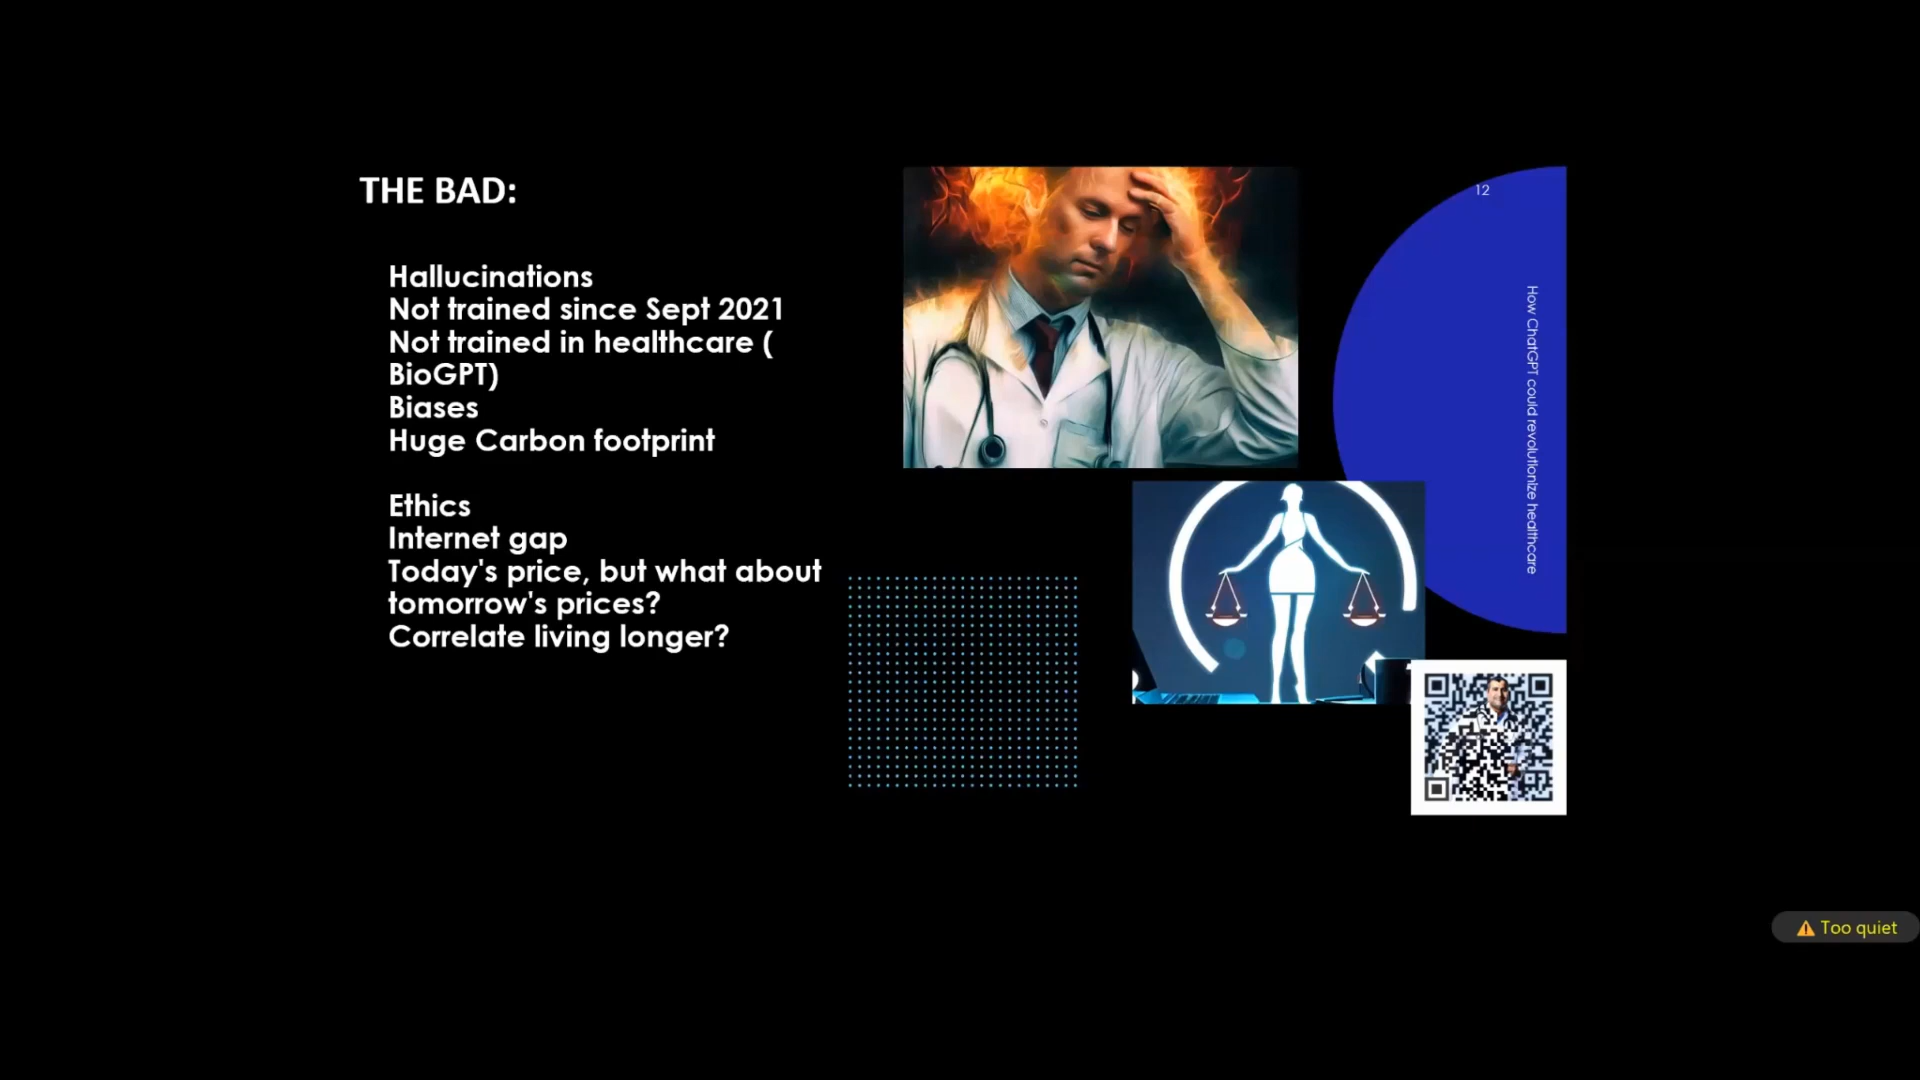 THE BAD:
Hallucinations
Not trained since Sept 2021
Not trained in healthcare (
BioGPT)
Biases
Huge Carbon footprint
Ethics
Internet gap
Today's price, but what about
tomorrow's prices?
Correlate living longer?
12
How ChatGPT could revolutionize healthcare
Too quiet